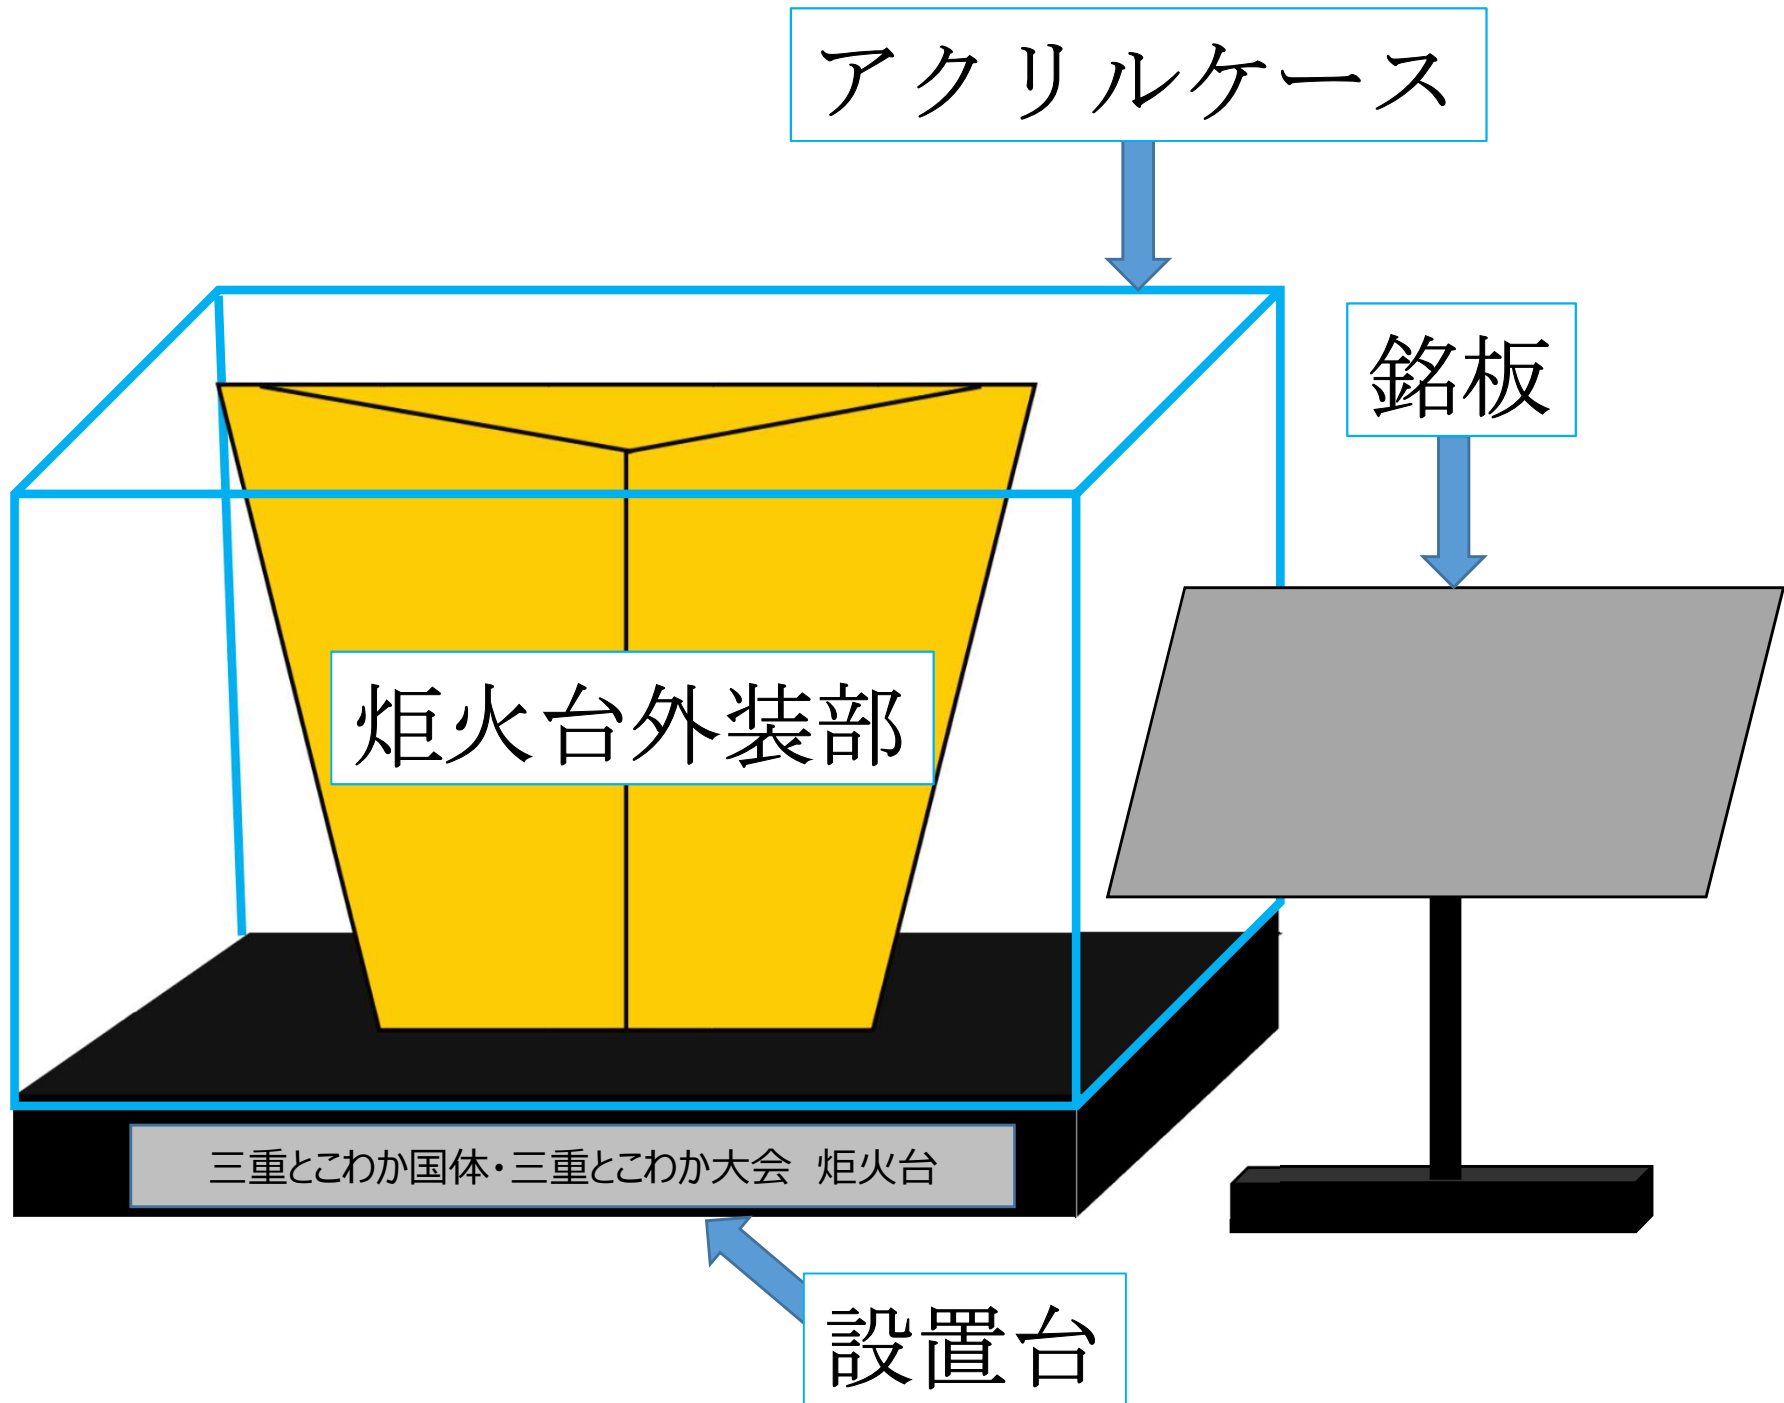 アクリルケース
銘板
炬火台外装部
三重とこわか国体・三重とこわか大会　炬火台
設置台